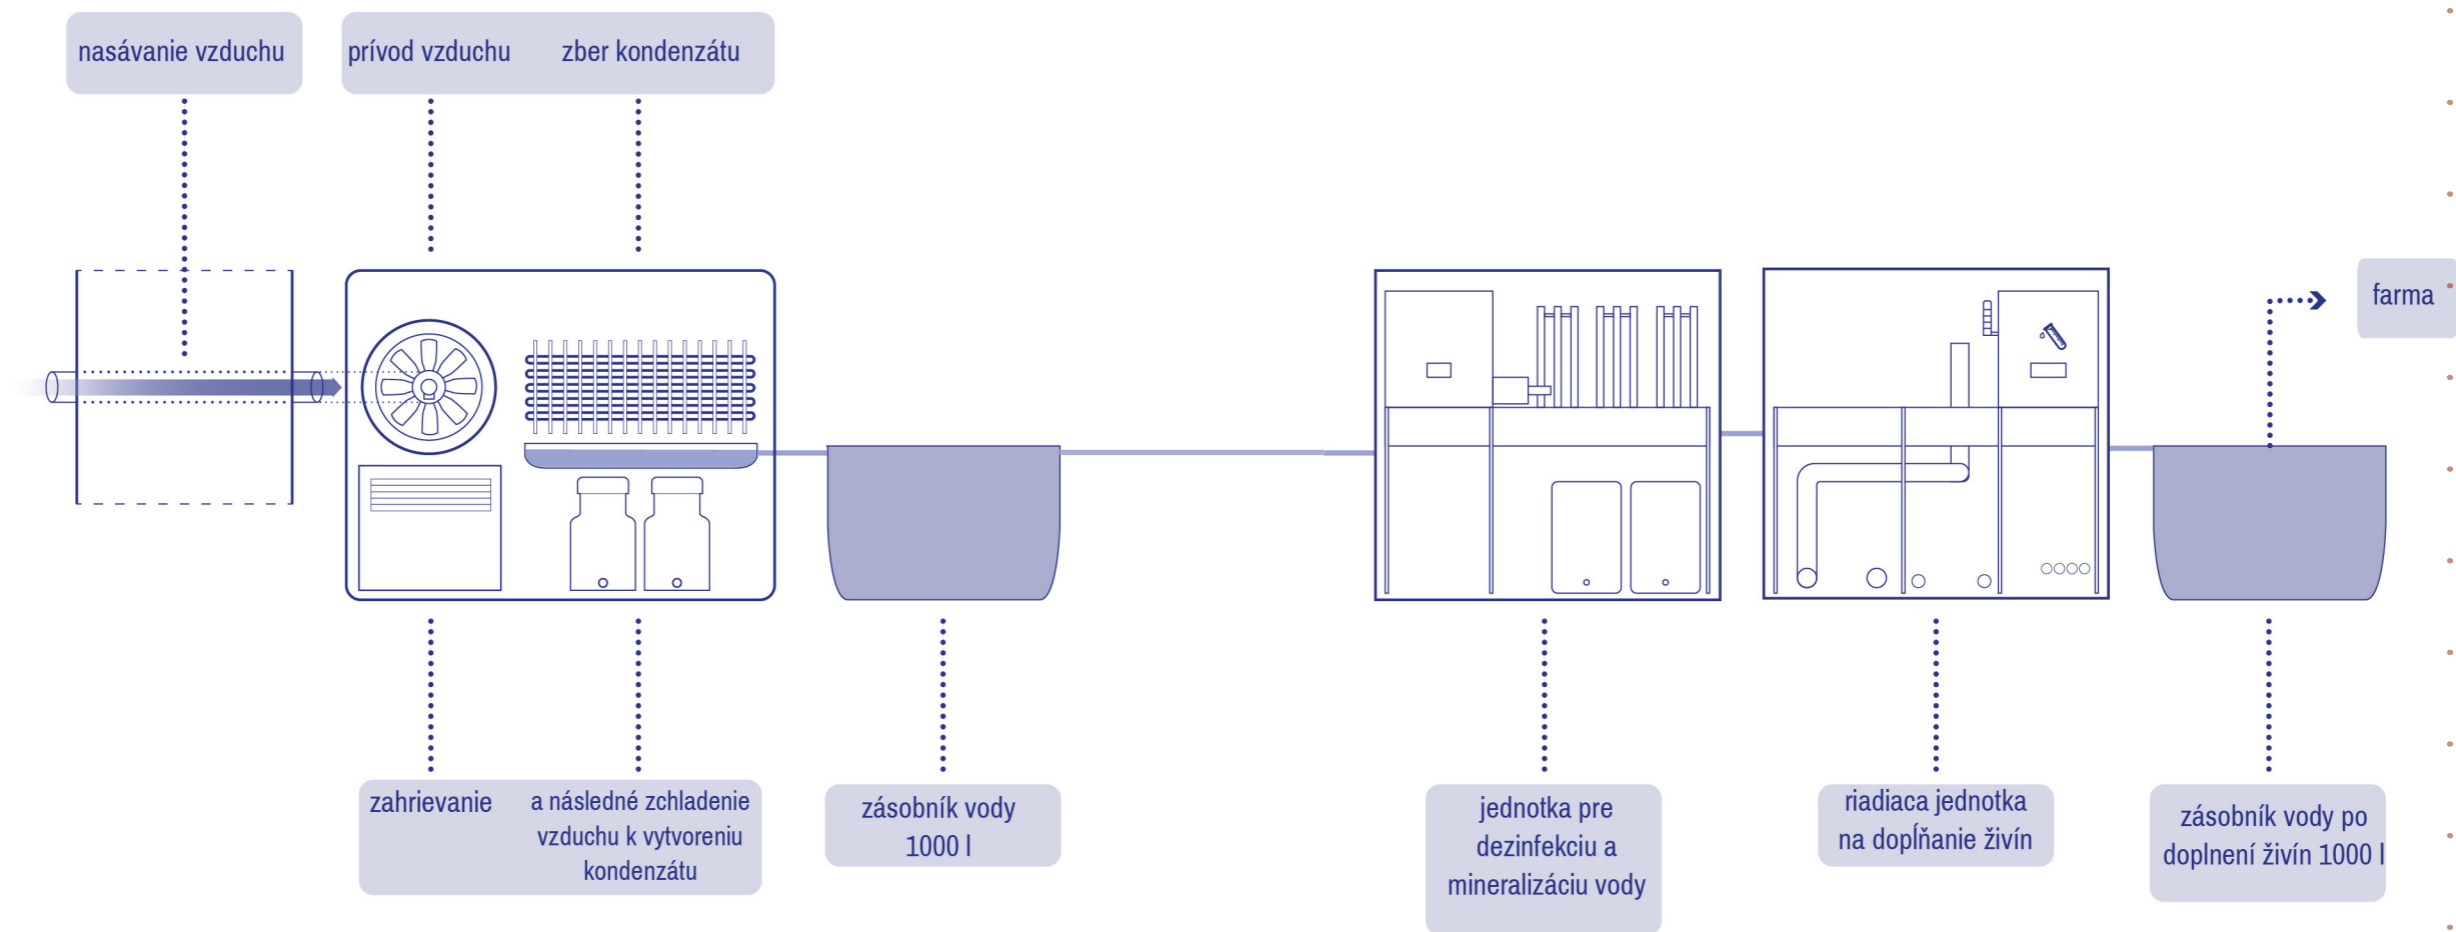 nasávanie vzduchu
prívod vzduchu
zber kondenzátu
farma
zahrievanie
a následné zchladenie
vzduchu k vytvoreniu
kondenzátu
zásobník vody
1000 l
jednotka pre
dezinfekciu a
mineralizáciu vody
riadiaca jednotka
na dopĺňanie živín
zásobník vody po
doplnení živín 1000 l